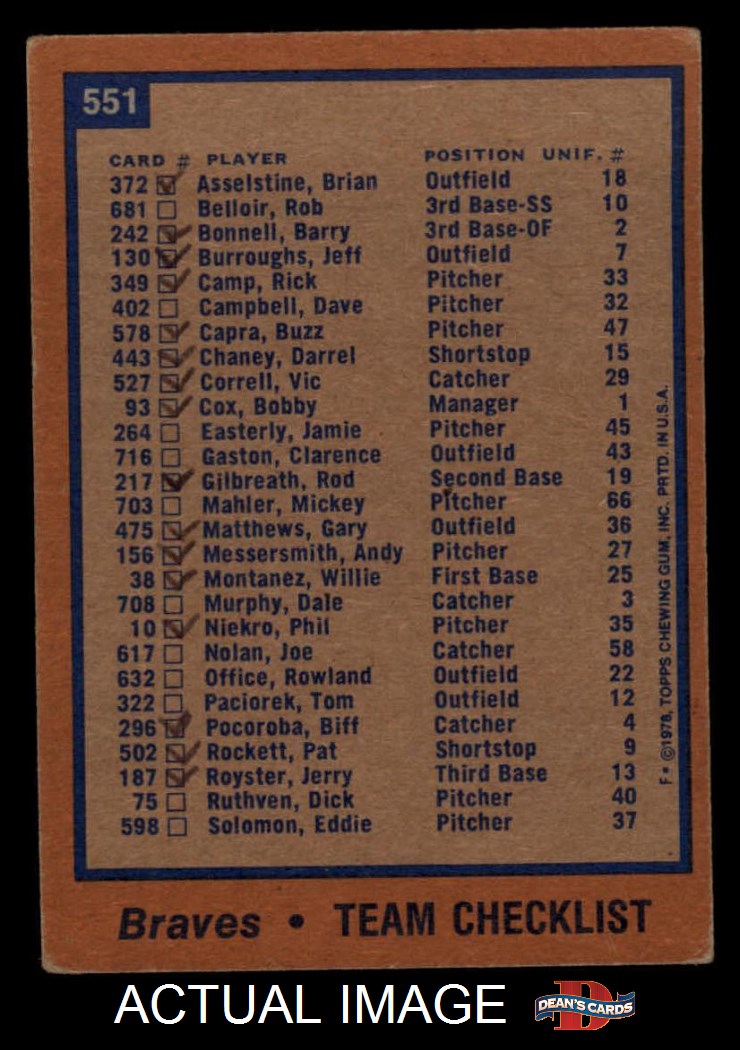 551
CARD # PLAYER POSITION UNIF. #
372 Asselstine, Brian Outfield 18
681 Belloir, Rob 3rd Base-SS 10
242 Bonnell, Barry 3rd Base-OF 2
130 Burroughs, Jeff Outfield 7
349 Camp, Rick Pitcher 33
402 Campbell, Dave Pitcher 32
578 Capra, Buzz Pitcher 47
443 Chaney, Darrel Shortstop 15
527 Correll, Vic Catcher 29
93 Cox, Bobby Manager 1
264 Easterly, Jamie Pitcher 45
716 Gaston, Clarence Outfield 43
217 Gilbreath, Rod Second Base 19
703 Mahler, Mickey Pitcher 66
475 Matthews, Gary Outfield 36
156 Messersmith, Andy Pitcher 27
38 Montanez, Willie First Base 25
708 Murphy, Dale Catcher 3
10 Niekro, Phil Pitcher 35
617 Nolan, Joe Catcher 58
632 Office, Rowland Outfield 22
322 Paciorek, Tom Outfield 12
296 Pocoroba, Biff Catcher 4
502 Rockett, Pat Shortstop 9
187 Royster, Jerry Third Base 13
75 Ruthven, Dick Pitcher 40
598 Solomon, Eddie Pitcher 37
F* ©1978, TOPPS CHEWING GUM, INC. PRTD. IN U.S.A.
Braves • TEAM CHECKLIST
ACTUAL IMAGE
D
DEAN'S CARDS